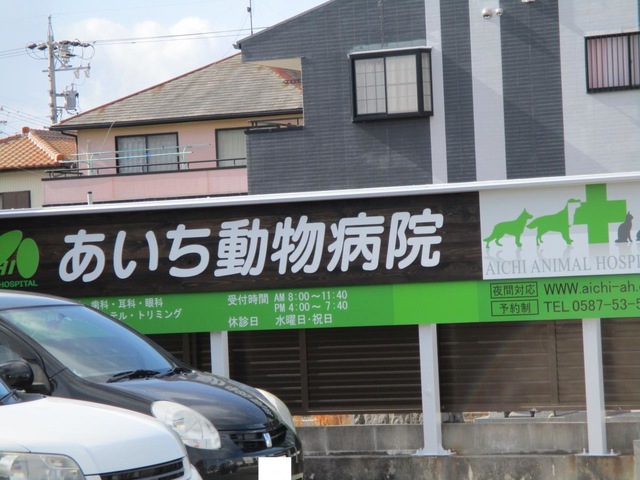 HI
HOSPITAL
あいち動物病院
歯科・耳科・眼科
テル・トリミング
受付時間 AM 8:00～11:40
PM 4:00～ 7:40
休診日 水曜日・祝日
AICHI ANIMAL HOSPI
夜間対応
予約制
WWW.aichi-ah.
TEL 0587-53-5